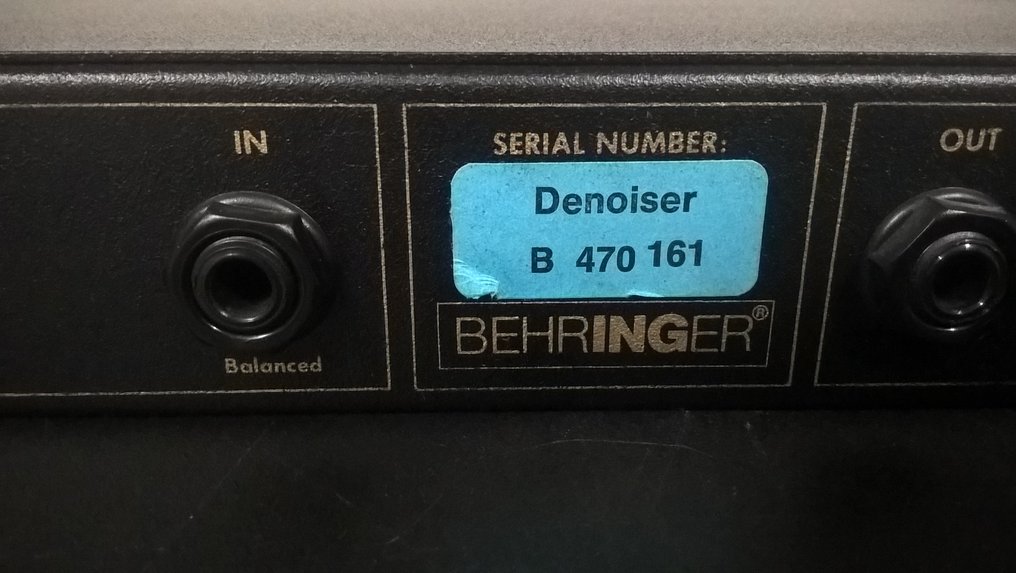 IN
Balanced
SERIAL NUMBER:
Denoiser
B 470 161
BEHRINGER®
OUT